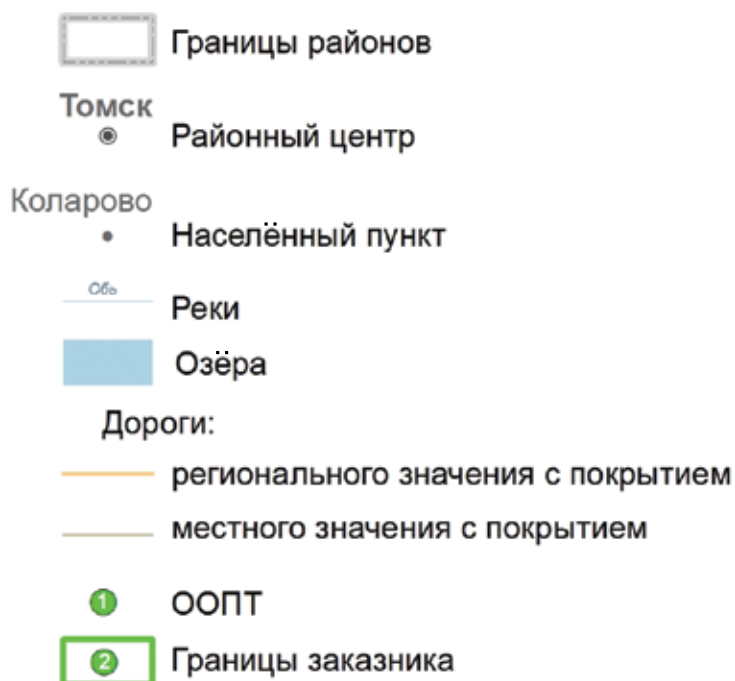 Границы районов
Томск
Районный центр
Коларово
Населённый пункт
Обь
Реки
Озёра
Дороги:
регионального значения с покрытием
местного значения с покрытием
1 ООПТ
2 Границы заказника